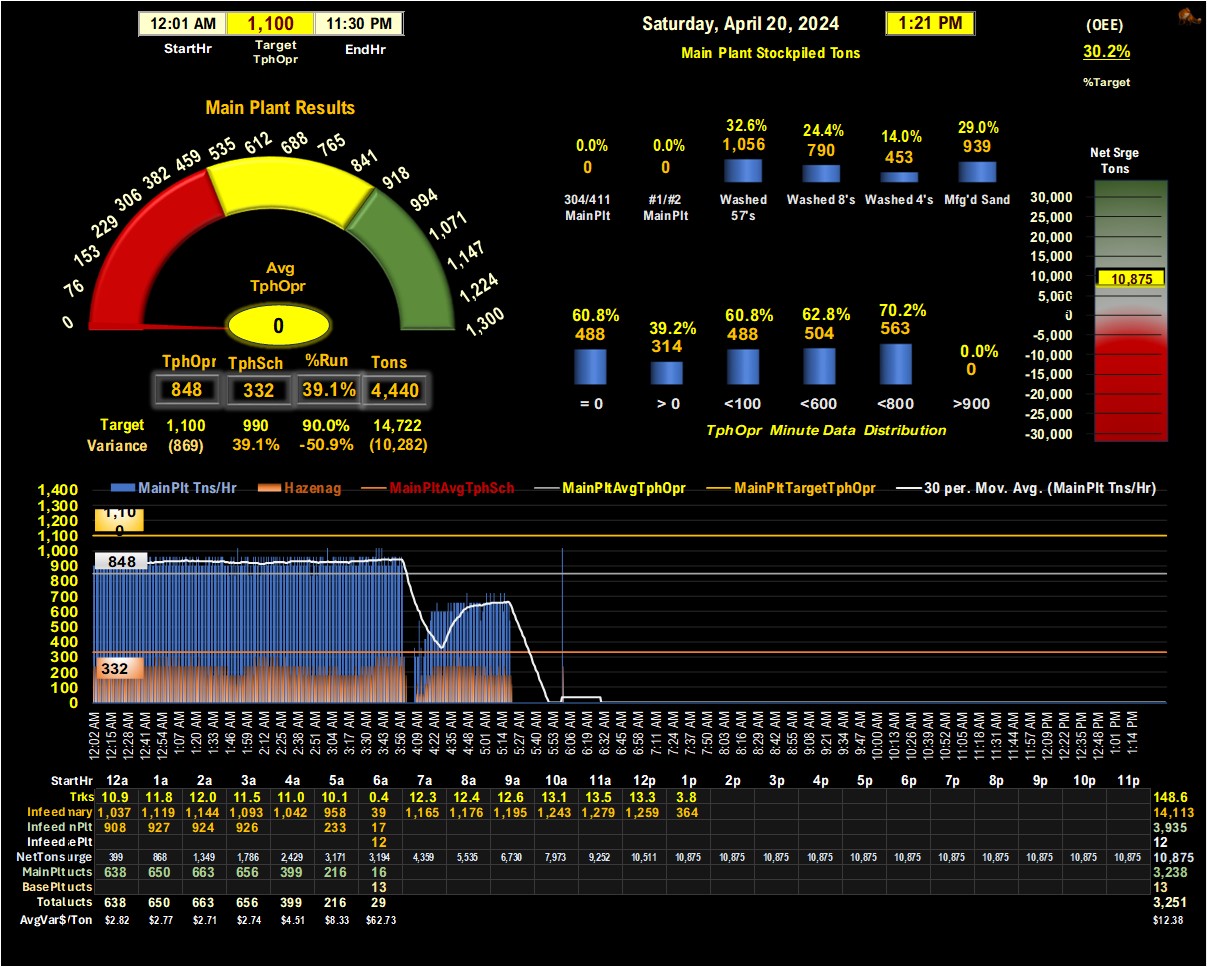 12:01 AM 1,100 11:30 PM
StartHr Target TphOpr EndHr
Saturday, April 20, 2024 1:21 PM
Main Plant Stockpiled Tons
(OEE)
30.2%
%Target
Main Plant Results
0 76 153 229 306 382 459 535 612 688 765 841 918 994 1,071 1,147 1,224 1,300
Avg
TphOpr
0
TphOpr TphSch %Run Tons
848 332 39.1% 4,440
Target 1,100 990 90.0% 14,722
Variance (869) 39.1% -50.9% (10,282)
0.0% 0.0% 32.6% 24.4% 14.0% 29.0%
0 0 1,056 790 453 939
304/411 MainPlt #1/#2 MainPlt Washed 57's Washed 8's Washed 4's Mfg'd Sand
60.8% 39.2% 60.8% 62.8% 70.2% 0.0%
488 314 488 504 563 0
= 0 > 0 <100 <600 <800 >900
TphOpr Minute Data Distribution
Net Srge
Tons
30,000
25,000
20,000
15,000
10,000
10,875
5,000
0
-5,000
-10,000
-15,000
-20,000
-25,000
-30,000
MainPlt Tns/Hr Hazenag MainPltAvgTphSch MainPltAvgTphOpr MainPltTargetTphOpr 30 per. Mov. Avg. (MainPlt Tns/Hr)
1,400
1,300
1,200
1,100
1,000
900
800
700
600
500
400
300
200
100
0
1,100
848
332
12:02 AM 12:15 AM 12:28 AM 12:41 AM 12:54 AM 1:07 AM 1:20 AM 1:33 AM 1:46 AM 1:59 AM 2:12 AM 2:25 AM 2:38 AM 2:51 AM 3:04 AM 3:17 AM 3:30 AM 3:43 AM 3:56 AM 4:09 AM 4:22 AM 4:35 AM 4:48 AM 5:01 AM 5:14 AM 5:27 AM 5:40 AM 5:53 AM 6:06 AM 6:19 AM 6:32 AM 6:45 AM 6:58 AM 7:11 AM 7:24 AM 7:37 AM 7:50 AM 8:03 AM 8:16 AM 8:29 AM 8:42 AM 8:55 AM 9:08 AM 9:21 AM 9:34 AM 9:47 AM 10:00 AM 10:13 AM 10:26 AM 10:39 AM 10:52 AM 11:05 AM 11:18 AM 11:31 AM 11:44 AM 11:57 AM 12:09 PM 12:22 PM 12:35 PM 12:48 PM 1:01 PM 1:14 PM
StartHr 12a 1a 2a 3a 4a 5a 6a 7a 8a 9a 10a 11a 12p 1p 2p 3p 4p 5p 6p 7p 8p 9p 10p 11p
Trks 10.9 11.8 12.0 11.5 11.0 10.1 0.4 12.3 12.4 12.6 13.1 13.5 13.3 3.8 148.6
Infeed mary 1,037 1,119 1,144 1,093 1,042 958 39 1,165 1,176 1,195 1,243 1,279 1,259 364 14,113
Infeed nPlt 908 927 924 926 233 17 3,935
Infeed ePlt 12 12
NetTons urge 399 868 1,349 1,786 2,429 3,171 3,194 4,359 5,535 6,730 7,973 9,252 10,511 10,875 10,875 10,875 10,875 10,875 10,875 10,875 10,875 10,875 10,875 10,875 10,875
MainPlt ucts 638 650 663 656 399 216 16 3,238
BasePlt ucts 13 13
Total ucts 638 650 663 656 399 216 29 3,251
AvgVar$/Ton $2.82 $2.77 $2.71 $2.74 $4.51 $8.33 $62.73 $12.38